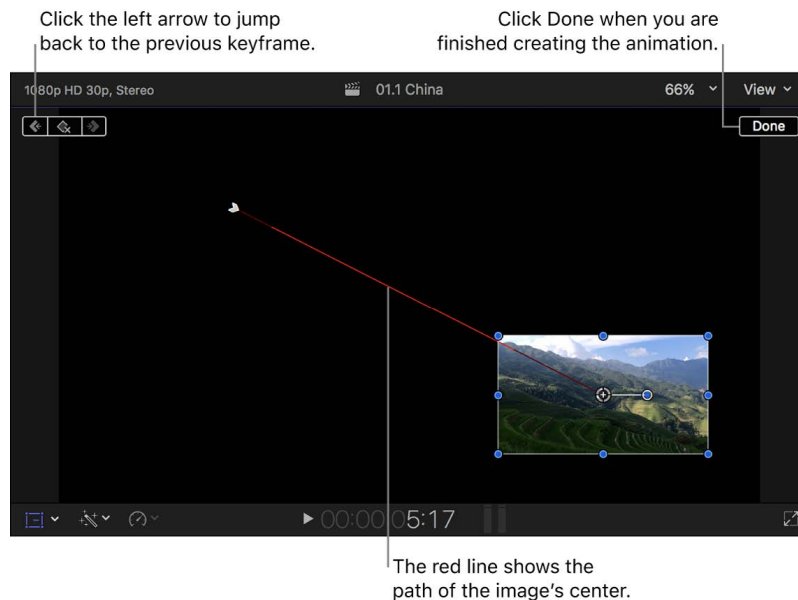 Click the left arrow to jump
back to the previous keyframe.
Click Done when you are
finished creating the animation.
1080p HD 30p, Stereo
01.1 China
66%
View
Done
00:00:05:17
The red line shows the
path of the image’s center.